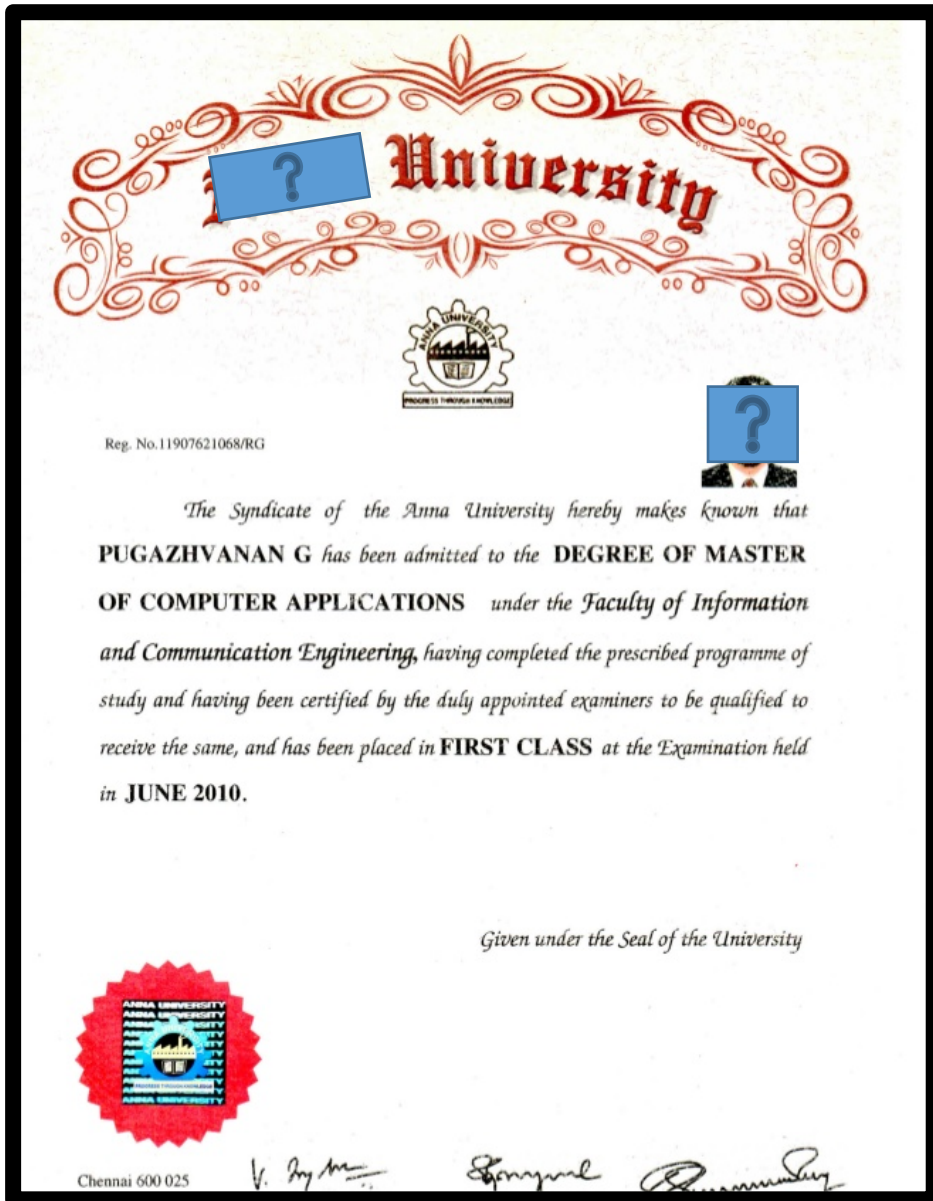 ?
University
ANNA UNIVERSITY
PROGRESS THROUGH KNOWLEDGE
?
Reg. No.11907621068/RG
The Syndicate of the Anna University hereby makes known that
PUGAZHVANAN G has been admitted to the DEGREE OF MASTER
OF COMPUTER APPLICATIONS under the Faculty of Information
and Communication Engineering, having completed the prescribed programme of
study and having been certified by the duly appointed examiners to be qualified to
receive the same, and has been placed in FIRST CLASS at the Examination held
in JUNE 2010.
Given under the Seal of the University
ANNA UNIVERSITY
ANNA UNIVERSITY
PROGRESS THROUGH KNOWLEDGE
ANNA UNIVERSITY
Chennai 600 025